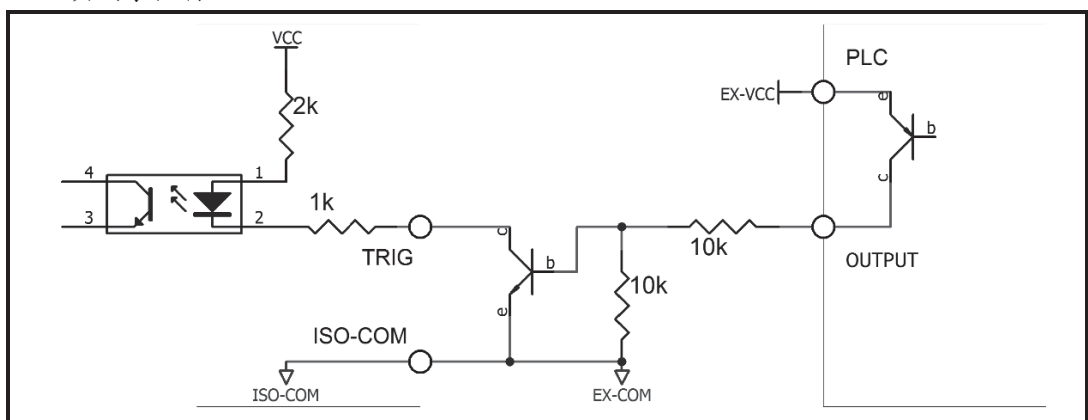 VCC
2k
PLC
EX-VCC
e
b
c
4
1
3
2
1k
TRIG
c
b
e
10k
10k
OUTPUT
ISO-COM
ISO-COM
EX-COM